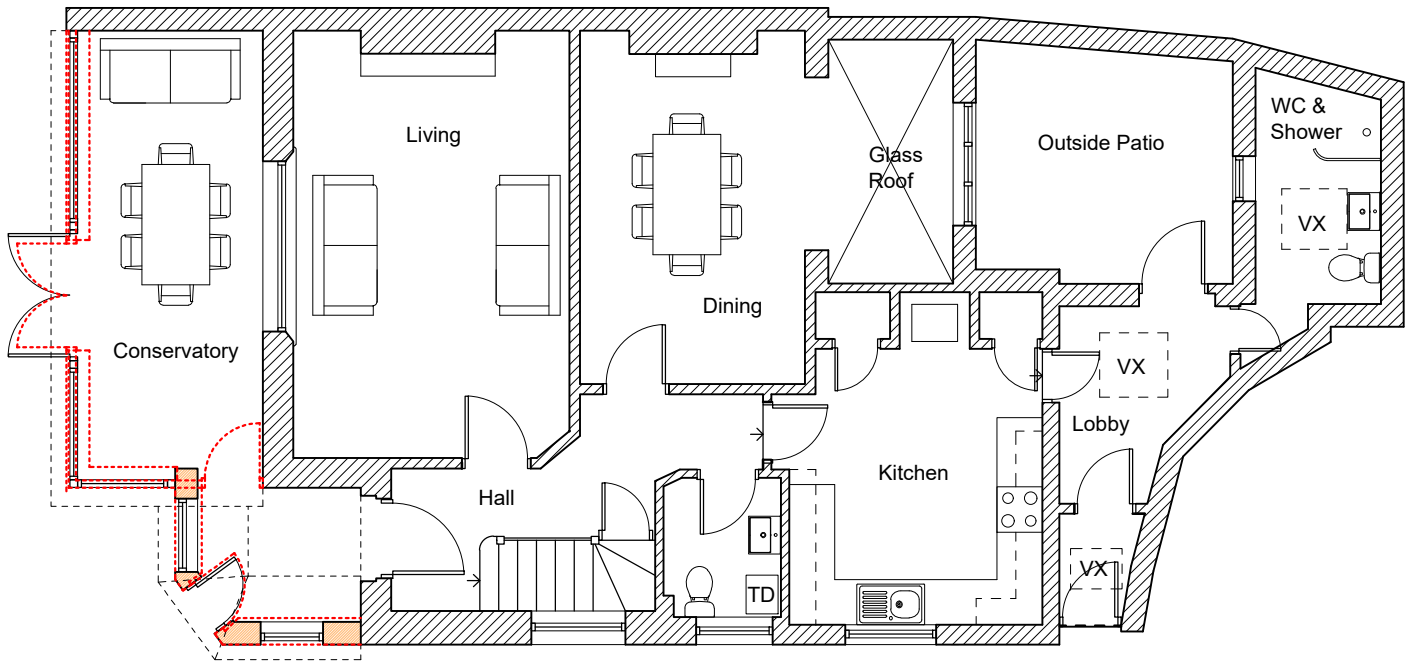 Living
Conservatory
Hall
Dining
Glass
Roof
Outside Patio
WC &
Shower
VX
VX
Lobby
Kitchen
TD
VX